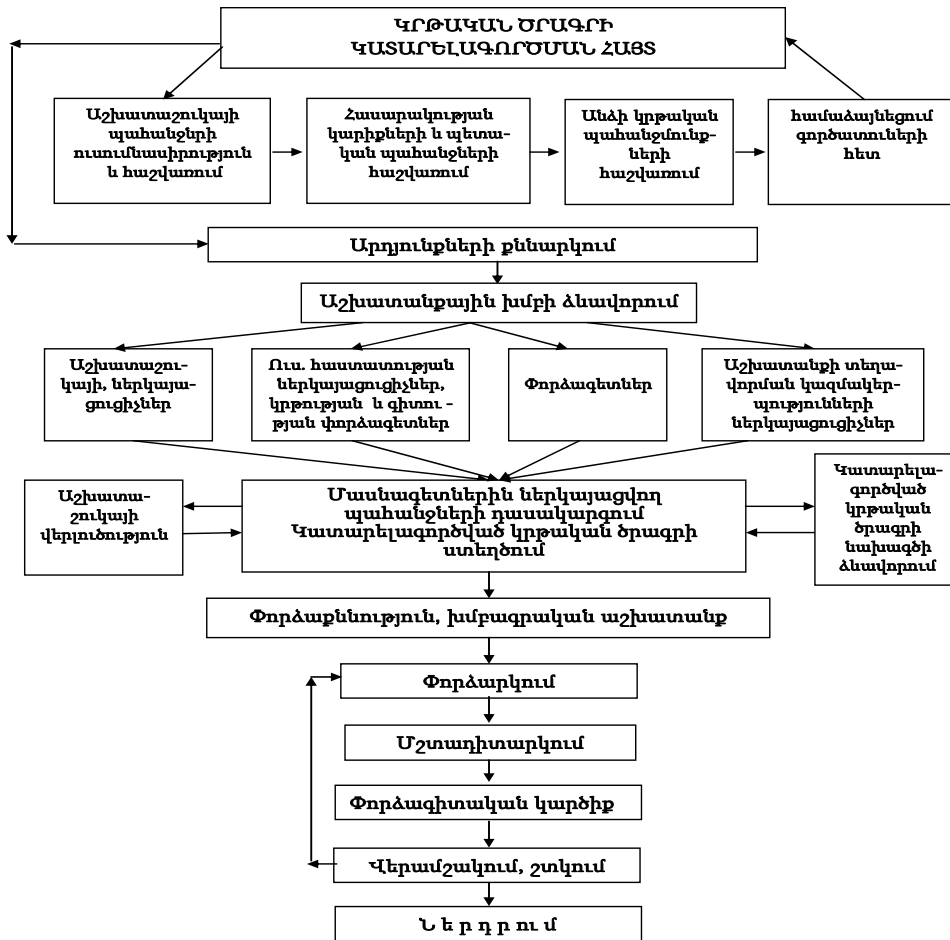 ԿՐԹԱԿԱՆ ԾՐԱԳՐԻ
ԿԱՏԱՐԵԼԱԳՈՐԾՄԱՆ ՀԱՅՏ
Աշխատաշուկայի
պահանջնրի
ուսումնասիրություն
և հաշվառում
Հասարակության
կարիքների և պետա-
կան պահանջների
հաշվառում
Անձի կրթական
պահանջմունք-
ների
հաշվառում
համաձայնեցում
գործատուների
հետ
Արդյունքների քննարկում
Աշխատանքային խմբի ձևավորում
Աշխատաշու-
կայի, ներկայա-
ցուցիչներ
Ուս. հաստատության
ներկայացուցիչներ,
կրթության և գիտու -
թյան փորձագետներ
Փորձագետներ
Աշխատանքի տեղա-
վորման կազմակեր-
պությունների
ներկայացուցիչներ
Աշխատա-
շուկայի
վերլուծություն
Մասնագետներին ներկայացվող
պահանջների դասակարգում
Կատարելագործված կրթական ծրագրի
ստեղծում
Կատարելա-
գործված
կրթական
ծրագրի
նախագծի
ձևավորում
Փորձաքննություն, խմբագրական աշխատանք
Փորձարկում
Մշտադիտարկում
Փորձագիտական կարծիք
Վերամշակում, շտկում
Ն ե ր դ ր ու մ